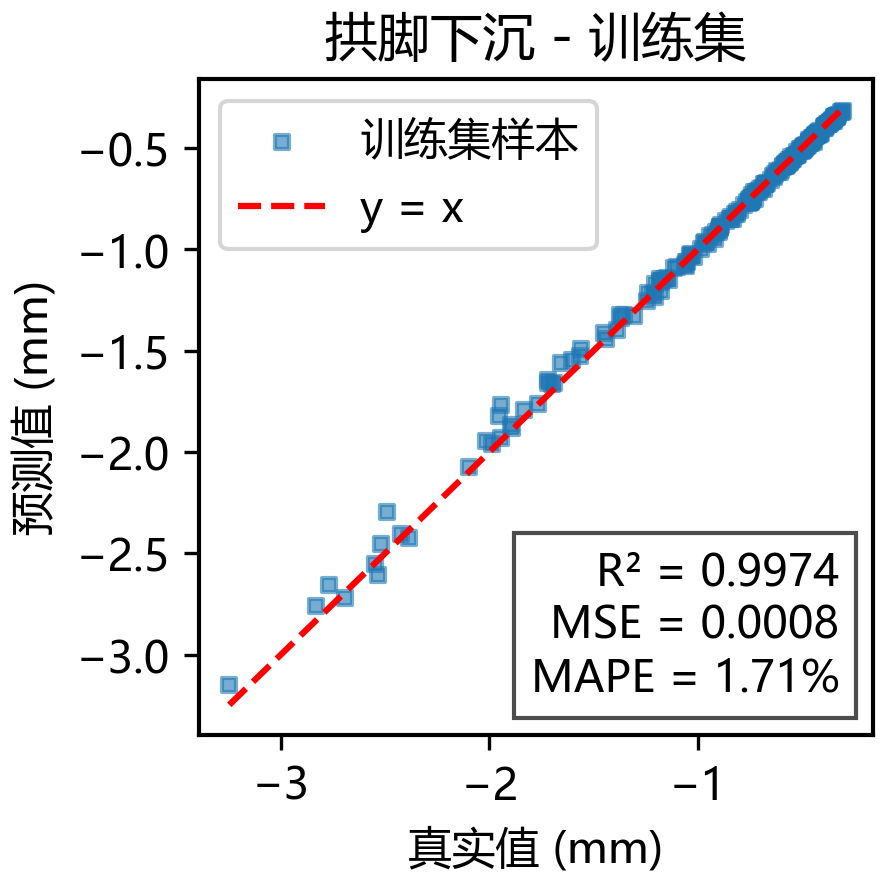 拱脚下沉 - 训练集
训练集样本
y = x
−0.5
−1.0
−1.5
−2.0
−2.5
−3.0
预测值 (mm)
R² = 0.9974
MSE = 0.0008
MAPE = 1.71%
−3
−2
−1
真实值 (mm)